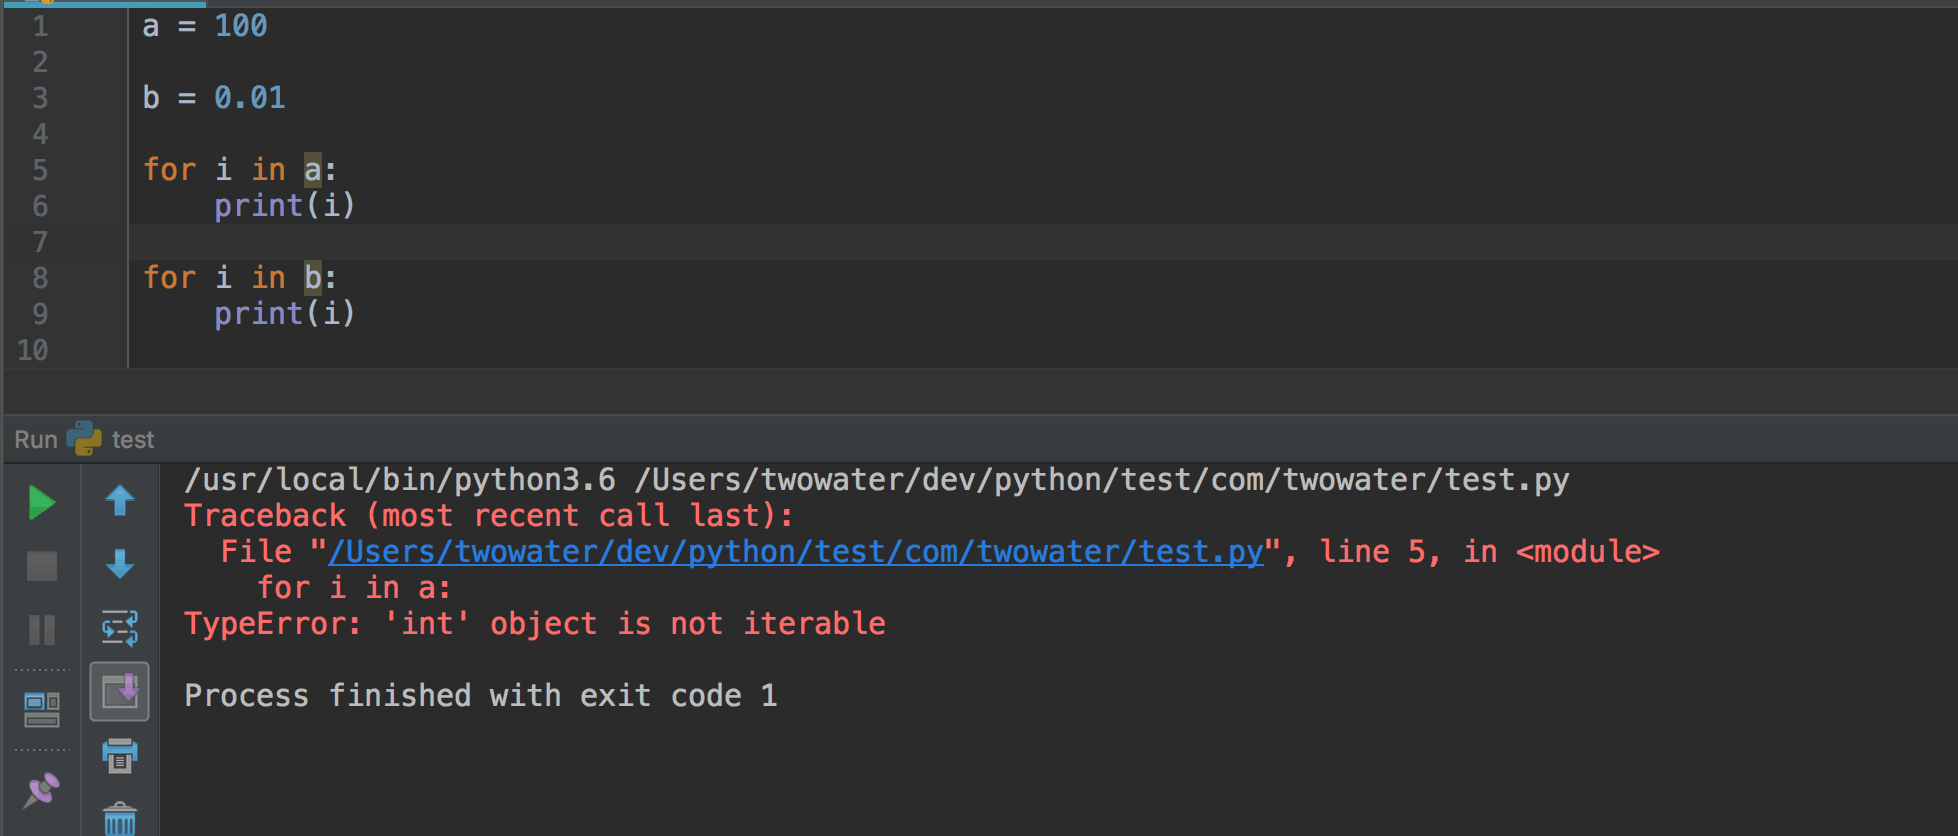 1 a = 100
2
3 b = 0.01
4
5 for i in a:
6     print(i)
7
8 for i in b:
9     print(i)
10
Run test
/usr/local/bin/python3.6 /Users/twowater/dev/python/test/com/twowater/test.py
Traceback (most recent call last):
  File "/Users/twowater/dev/python/test/com/twowater/test.py", line 5, in <module>
    for i in a:
TypeError: 'int' object is not iterable
Process finished with exit code 1